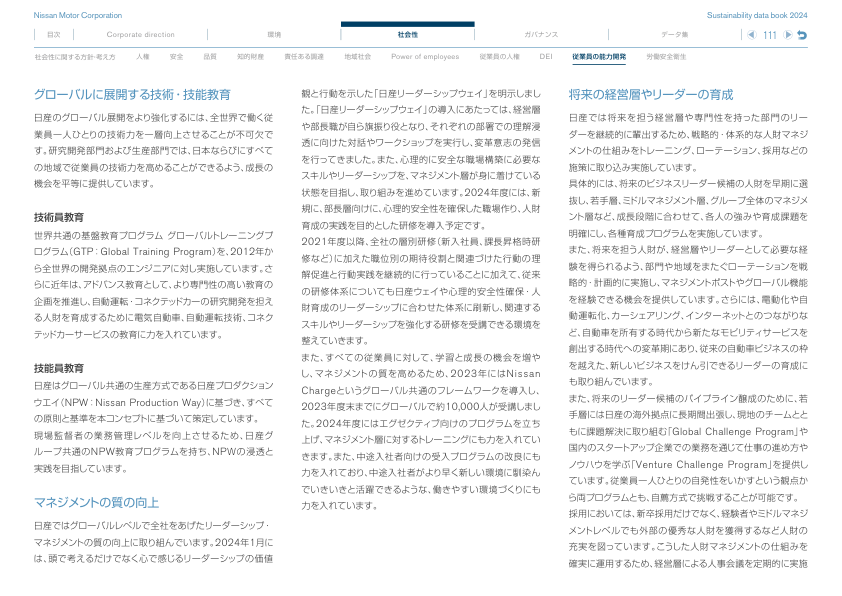 Nissan Motor Corporation
Sustainability data book 2024
目次
Corporate direction
環境
社会性
ガバナンス
データ集
111
社会性に関する方針・考え方
人権
安全
品質
知的財産
責任ある調達
地域社会
Power of employees
従業員の人権
DEI
従業員の能力開発
労働安全衛生
グローバルに展開する技術・技能教育
日産のグローバル展開をより強化するには、全世界で働く従
業員一人ひとりの技術力を一層向上させることが不可欠で
す。研究開発部門および生産部門では、日本ならびにすべて
の地域で従業員の技術力を高めることができるよう、成長の
機会を平等に提供しています。
技術員教育
世界共通の基盤教育プログラム グローバルトレーニングプ
ログラム（GTP：Global Training Program）を、2012年か
ら全世界の開発拠点のエンジニアに対し実施しています。さ
らに近年は、アドバンス教育として、より専門性の高い教育の
企画を推進し、自動運転・コネクテッドカーの研究開発を担え
る人財を育成するために電気自動車、自動運転技術、コネク
テッドカーサービスの教育に力を入れています。
技能員教育
日産はグローバル共通の生産方式である日産プロダクション
ウエイ（NPW：Nissan Production Way）に基づき、すべて
の原則と基準を本コンセプトに基づいて策定しています。
現場監督者の業務管理レベルを向上させるため、日産グ
ループ共通のNPW教育プログラムを持ち、NPWの浸透と
実践を目指しています。
マネジメントの質の向上
日産ではグローバルレベルで全社をあげたリーダーシップ・
マネジメントの質の向上に取り組んでいます。2024年1月に
は、頭で考えるだけでなく心で感じるリーダーシップの価値
観と行動を示した「日産リーダーシップウェイ」を明示しまし
た。「日産リーダーシップウェイ」の導入にあたっては、経営層
や部長職が自ら旗振り役となり、それぞれの部署での理解浸
透に向けた対話やワークショップを実行し、変革意志の発信
を行ってきました。また、心理的に安全な職場構築に必要な
スキルやリーダーシップを、マネジメント層が身に着けている
状態を目指し、取り組みを進めています。2024年度には、新
規に、部長層向けに、心理的安全性を確保した職場作り、人財
育成の実践を目的とした研修を導入予定です。
2021年度以降、全社の層別研修（新入社員、課長昇格時研
修など）に加えた職位別の期待役割と関連づけた行動の理
解促進と行動実践を継続的に行っていることに加えて、従来
の研修体系についても日産ウェイや心理的安全性確保・人
財育成のリーダーシップに合わせた体系に刷新し、関連する
スキルやリーダーシップを強化する研修を受講できる環境を
整えていきます。
また、すべての従業員に対して、学習と成長の機会を増や
し、マネジメントの質を高めるため、2023年にはNissan
Chargeというグローバル共通のフレームワークを導入し、
2023年度末までにグローバルで約10,000人が受講しまし
た。2024年度にはエグゼクティブ向けのプログラムを立ち
上げ、マネジメント層に対するトレーニングにも力を入れてい
きます。また、中途入社者向けの受入プログラムの改良にも
力を入れており、中途入社者がより早く新しい環境に馴染ん
でいきいきと活躍できるような、働きやすい環境づくりにも
力を入れています。
将来の経営層やリーダーの育成
日産では将来を担う経営層や専門性を持った部門のリー
ダーを継続的に輩出するため、戦略的・体系的な人財マネジ
メントの仕組みをトレーニング、ローテーション、採用などの
施策に取り込み実施しています。
具体的には、将来のビジネスリーダー候補の人財を早期に選
抜し、若手層、ミドルマネジメント層、グループ全体のマネジメ
ント層など、成長段階に合わせて、各人の強みや育成課題を
明確にし、各種育成プログラムを実施しています。
また、将来を担う人財が、経営層やリーダーとして必要な経
験を得られるよう、部門や地域をまたぐローテーションを戦
略的・計画的に実施し、マネジメントポストやグローバル機能
を経験できる機会を提供しています。さらには、電動化や自
動運転化、カーシェアリング、インターネットとのつながりな
ど、自動車を所有する時代から新たなモビリティサービスを
創出する時代への変革期にあり、従来の自動車ビジネスの枠
を越えた、新しいビジネスをけん引できるリーダーの育成に
も取り組んでいます。
また、将来のリーダー候補のパイプライン醸成のために、若
手層には日産の海外拠点に長期間出張し、現地のチームとと
もに課題解決に取り組む「Global Challenge Program」や
国内のスタートアップ企業での業務を通じて仕事の進め方や
ノウハウを学ぶ「Venture Challenge Program」を提供し
ています。従業員一人ひとりの自発性をいかすという観点か
ら両プログラムとも、自薦方式で挑戦することが可能です。
採用においては、新卒採用だけでなく、経験者やミドルマネジ
メントレベルでも外部の優秀な人財を獲得するなど人財の
充実を図っています。こうした人財マネジメントの仕組みを
確実に運用するため、経営層による人事会議を定期的に実施